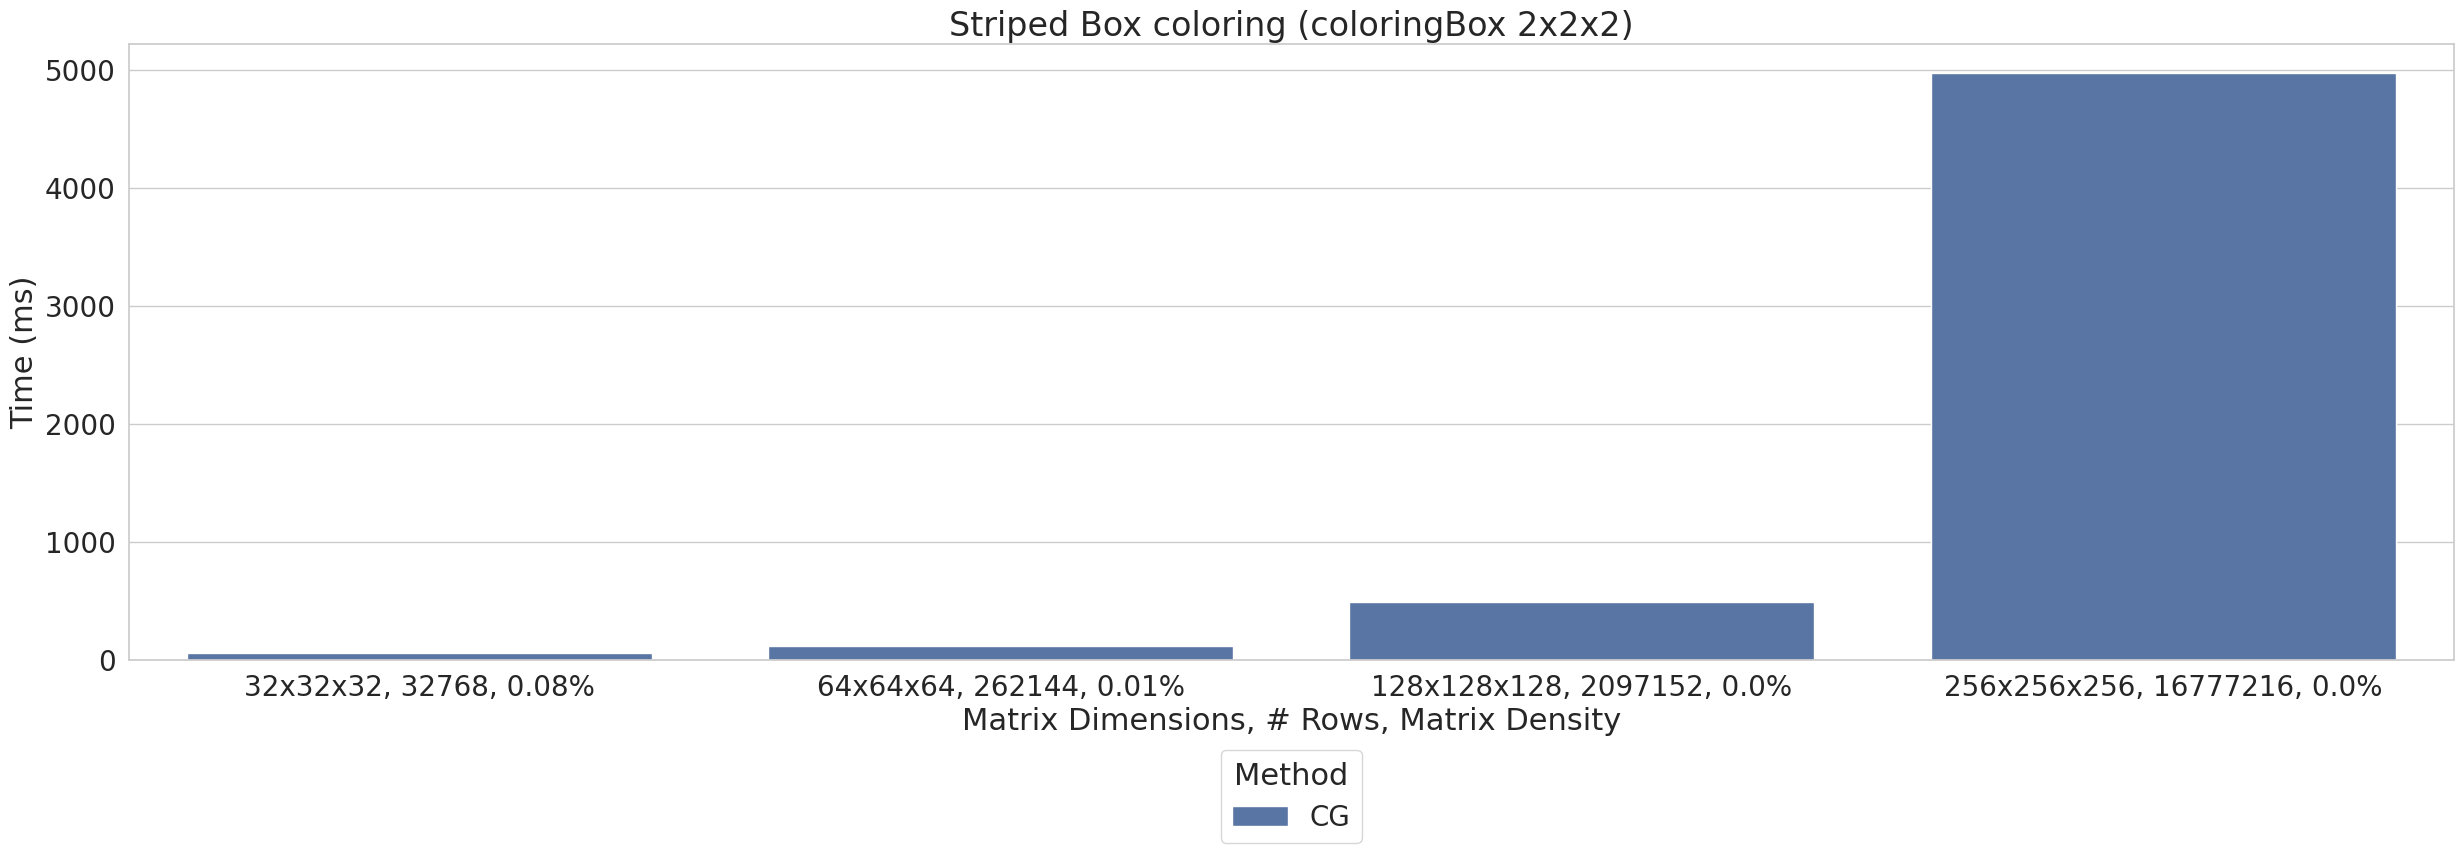 Striped Box coloring (coloringBox 2x2x2)
5000
4000
3000
2000
1000
0
Time (ms)
32x32x32, 32768, 0.08%
64x64x64, 262144, 0.01%
128x128x128, 2097152, 0.0%
256x256x256, 16777216, 0.0%
Matrix Dimensions, # Rows, Matrix Density
Method
CG